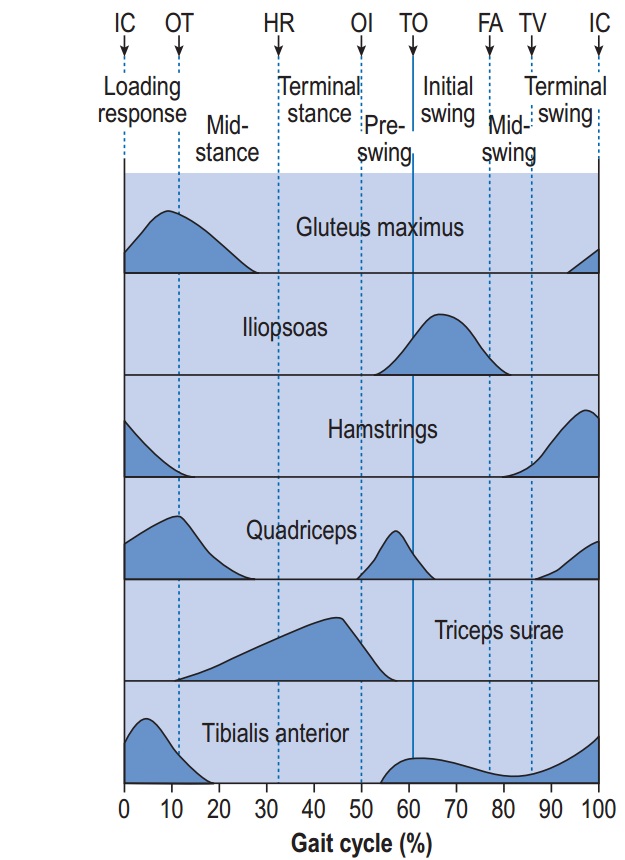 IC OT HR OI TO FA TV IC
Loading
response
Mid-
stance
Terminal
stance
Pre-
swing
Initial
swing
Mid-
swing
Terminal
swing
Gluteus maximus
Iliopsoas
Hamstrings
Quadriceps
Triceps surae
Tibialis anterior
0 10 20 30 40 50 60 70 80 90 100
Gait cycle (%)